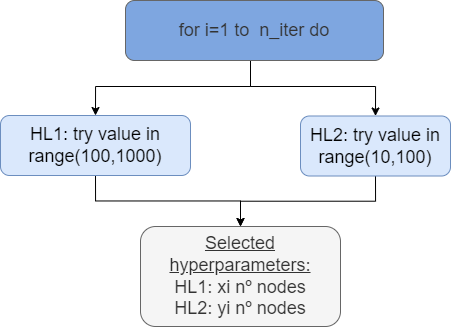 for i=1 to n_iter do
HL1: try value in
range(100,1000)
HL2: try value in
range(10,100)
Selected
hyperparameters:
HL1: xi nº nodes
HL2: yi nº nodes